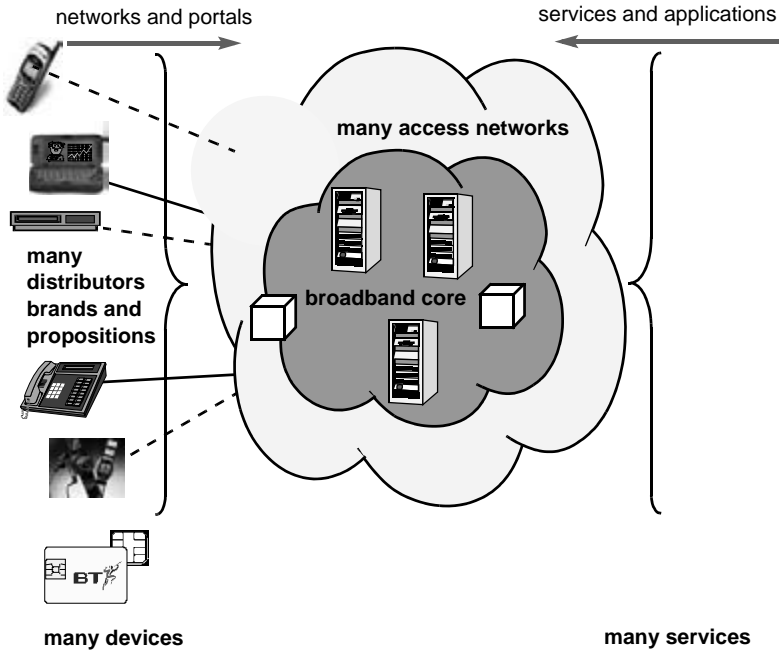 networks and portals
services and applications
many access networks
many
distributors
brands and
propositions
broadband core
BT
many devices
many services